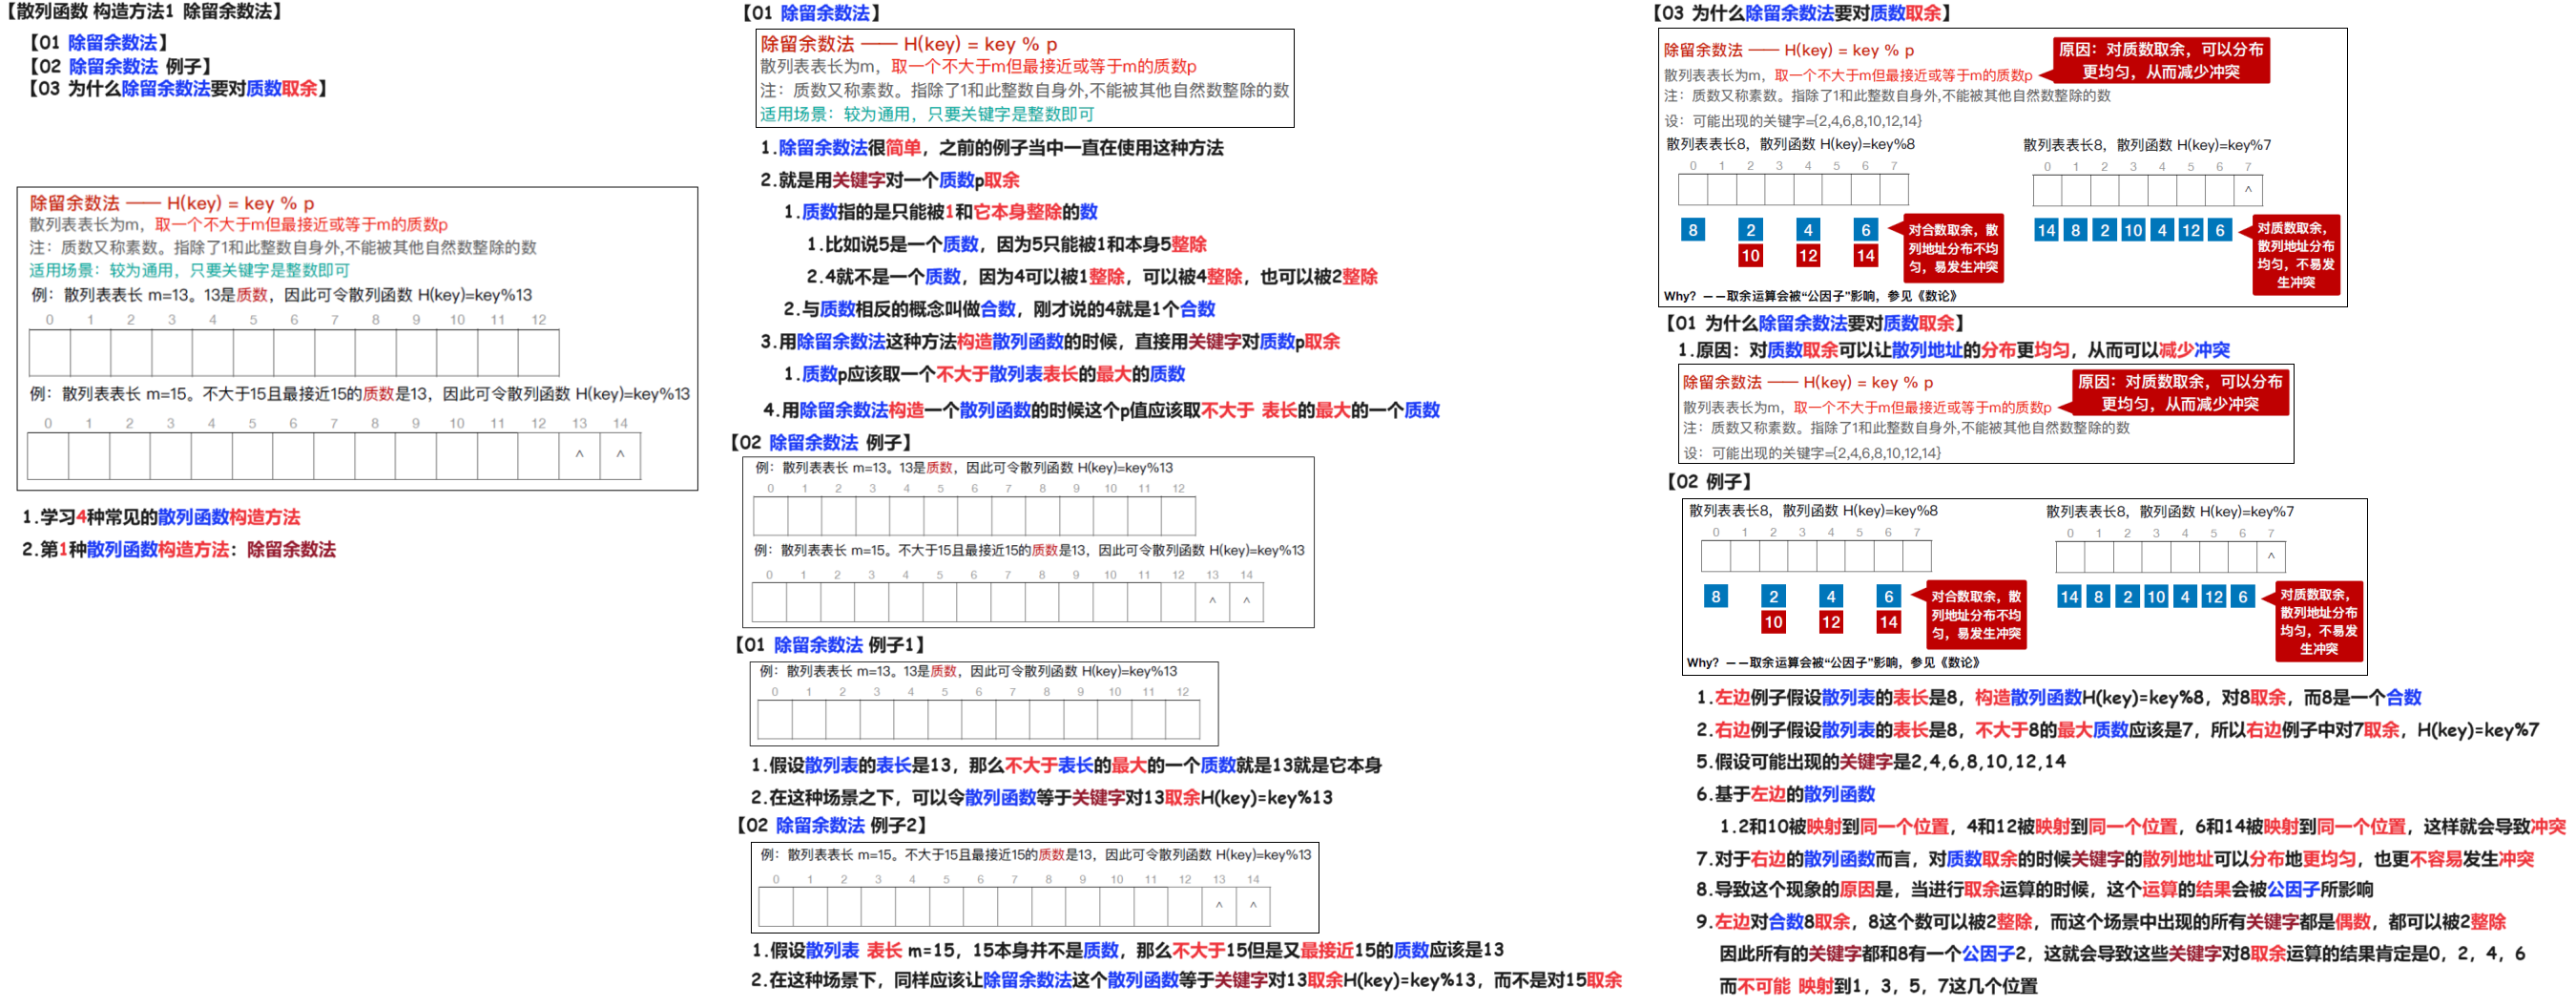 【散列函数 构造方法1 除留余数法】
【01 除留余数法】
【02 除留余数法 例子】
【03 为什么除留余数法要对质数取余】
除留余数法 —— H(key) = key % p
散列表表长为m，取一个不大于m但最接近或等于m的质数p
注：质数又称素数。指除了1和此整数自身外,不能被其他自然数整除的数
适用场景：较为通用，只要关键字是整数即可
例：散列表表长 m=13。13是质数，因此可令散列函数 H(key)=key%13
0 1 2 3 4 5 6 7 8 9 10 11 12
例：散列表表长 m=15。不大于15且最接近15的质数是13，因此可令散列函数 H(key)=key%13
0 1 2 3 4 5 6 7 8 9 10 11 12 13 14
^ ^
1.学习4种常见的散列函数构造方法
2.第1种散列函数构造方法：除留余数法
【01 除留余数法】
除留余数法 —— H(key) = key % p
散列表表长为m，取一个不大于m但最接近或等于m的质数p
注：质数又称素数。指除了1和此整数自身外,不能被其他自然数整除的数
适用场景：较为通用，只要关键字是整数即可
1.除留余数法很简单，之前的例子当中一直在使用这种方法
2.就是用关键字对一个质数p取余
1.质数指的是只能被1和它本身整除的数
1.比如说5是一个质数，因为5只能被1和本身5整除
2.4就不是一个质数，因为4可以被1整除，可以被4整除，也可以被2整除
2.与质数相反的概念叫做合数，刚才说的4就是1个合数
3.用除留余数法这种方法构造散列函数的时候，直接用关键字对质数p取余
1.质数p应该取一个不大于散列表表长的最大的质数
4.用除留余数法构造一个散列函数的时候这个p值应该取不大于 表长的最大的一个质数
【02 除留余数法 例子】
例：散列表表长 m=13。13是质数，因此可令散列函数 H(key)=key%13
0 1 2 3 4 5 6 7 8 9 10 11 12
例：散列表表长 m=15。不大于15且最接近15的质数是13，因此可令散列函数 H(key)=key%13
0 1 2 3 4 5 6 7 8 9 10 11 12 13 14
^ ^
【01 除留余数法 例子1】
例：散列表表长 m=13。13是质数，因此可令散列函数 H(key)=key%13
0 1 2 3 4 5 6 7 8 9 10 11 12
1.假设散列表的表长是13，那么不大于表长的最大的一个质数就是13就是它本身
2.在这种场景之下，可以令散列函数等于关键字对13取余H(key)=key%13
【02 除留余数法 例子2】
例：散列表表长 m=15。不大于15且最接近15的质数是13，因此可令散列函数 H(key)=key%13
0 1 2 3 4 5 6 7 8 9 10 11 12 13 14
^ ^
1.假设散列表 表长 m=15，15本身并不是质数，那么不大于15但是又最接近15的质数应该是13
2.在这种场景下，同样应该让除留余数法这个散列函数等于关键字对13取余H(key)=key%13，而不是对15取余
【03 为什么除留余数法要对质数取余】
除留余数法 —— H(key) = key % p
散列表表长为m，取一个不大于m但最接近或等于m的质数p
原因：对质数取余，可以分布
更均匀，从而减少冲突
注：质数又称素数。指除了1和此整数自身外,不能被其他自然数整除的数
设：可能出现的关键字={2,4,6,8,10,12,14}
散列表表长8，散列函数 H(key)=key%8
0 1 2 3 4 5 6 7
8 2 4 6
10 12 14
对合数取余，散
列地址分布不均
匀，易发生冲突
散列表表长8，散列函数 H(key)=key%7
0 1 2 3 4 5 6 7
^
14 8 2 10 4 12 6
对质数取余，
散列地址分布
均匀，不易发
生冲突
Why? ——取余运算会被“公因子”影响，参见《数论》
【01 为什么除留余数法要对质数取余】
1.原因：对质数取余可以让散列地址的分布更均匀，从而可以减少冲突
除留余数法 —— H(key) = key % p
散列表表长为m，取一个不大于m但最接近或等于m的质数p
原因：对质数取余，可以分布
更均匀，从而减少冲突
注：质数又称素数。指除了1和此整数自身外,不能被其他自然数整除的数
设：可能出现的关键字={2,4,6,8,10,12,14}
【02 例子】
散列表表长8，散列函数 H(key)=key%8
0 1 2 3 4 5 6 7
8 2 4 6
10 12 14
对合数取余，散
列地址分布不均
匀，易发生冲突
散列表表长8，散列函数 H(key)=key%7
0 1 2 3 4 5 6 7
^
14 8 2 10 4 12 6
对质数取余，
散列地址分布
均匀，不易发
生冲突
Why? ——取余运算会被“公因子”影响，参见《数论》
1.左边例子假设散列表的表长是8，构造散列函数H(key)=key%8，对8取余，而8是一个合数
2.右边例子假设散列表的表长是8，不大于8的最大质数应该是7，所以右边例子中对7取余，H(key)=key%7
5.假设可能出现的关键字是2,4,6,8,10,12,14
6.基于左边的散列函数
1.2和10被映射到同一个位置，4和12被映射到同一个位置，6和14被映射到同一个位置，这样就会导致冲突
7.对于右边的散列函数而言，对质数取余的时候关键字的散列地址可以分布地更均匀，也更不容易发生冲突
8.导致这个现象的原因是，当进行取余运算的时候，这个运算的结果会被公因子所影响
9.左边对合数8取余，8这个数可以被2整除，而这个场景中出现的所有关键字都是偶数，都可以被2整除
因此所有的关键字都和8有一个公因子2，这就会导致这些关键字对8取余运算的结果肯定是0，2，4，6
而不可能 映射到1，3，5，7这几个位置